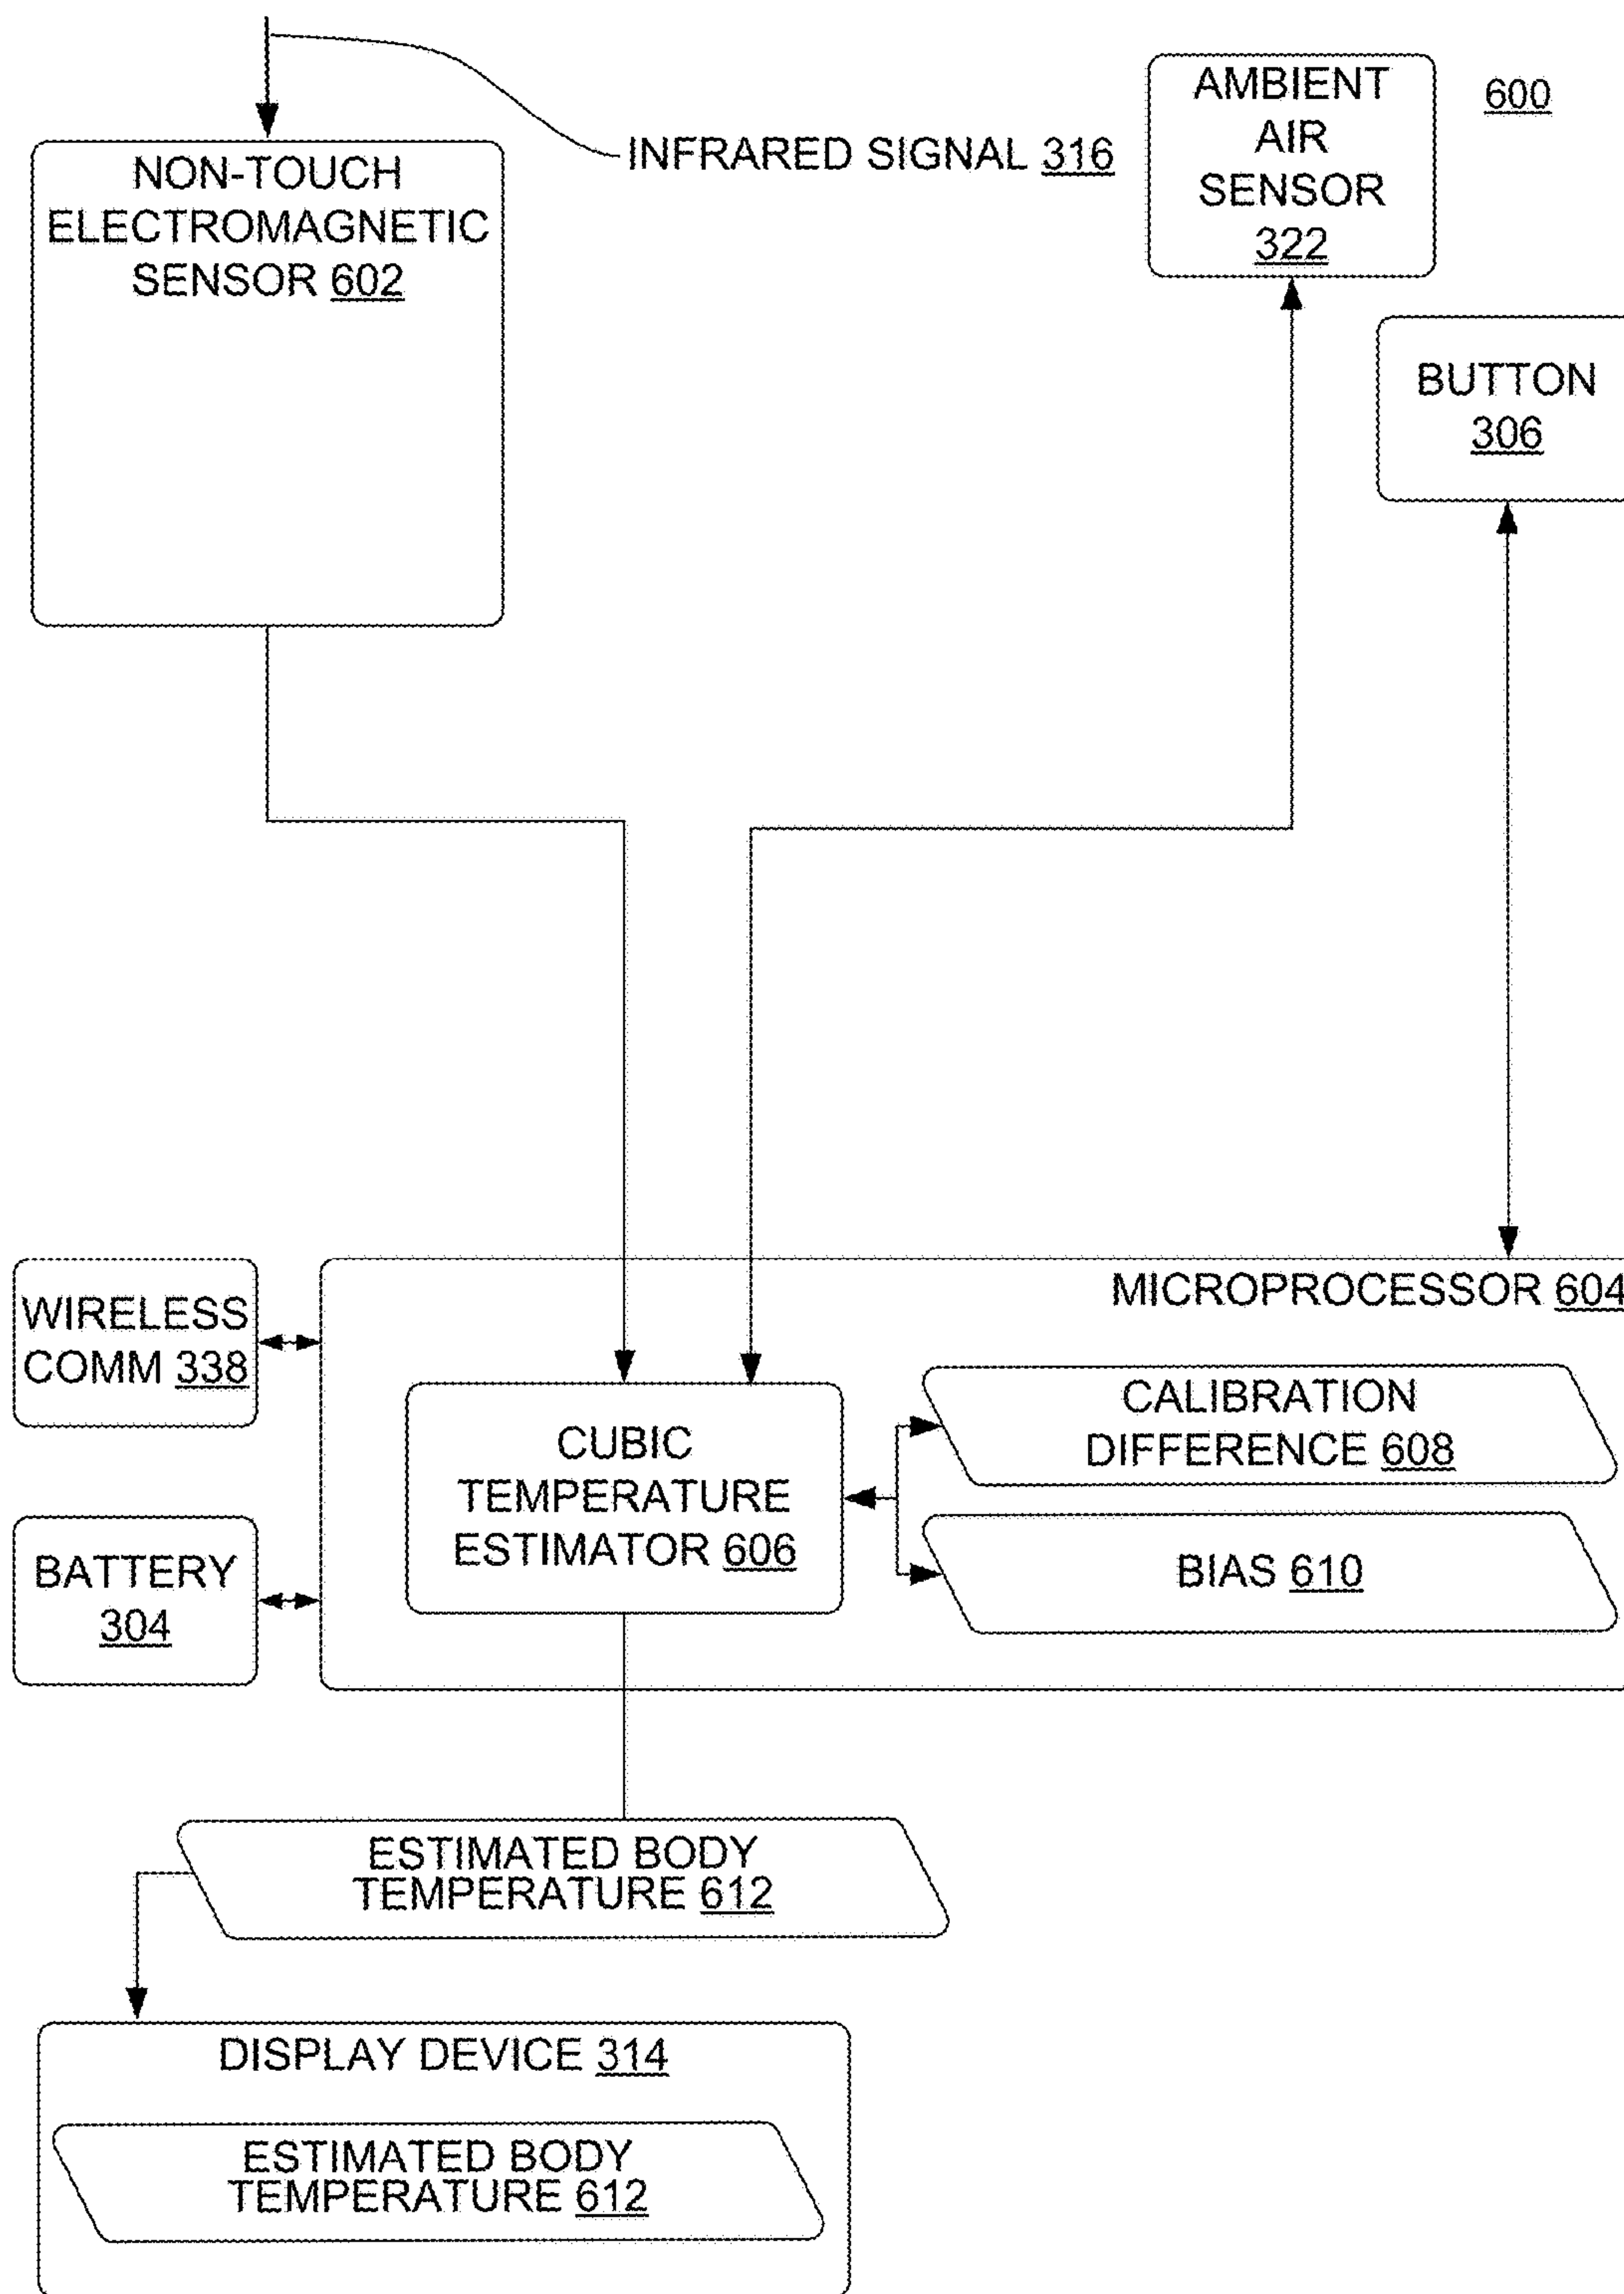 NON-TOUCH
ELECTROMAGNETIC
SENSOR 602
INFRARED SIGNAL 316
AMBIENT
AIR
SENSOR
322
600
BUTTON
306
MICROPROCESSOR 604
WIRELESS
COMM 338
CUBIC
TEMPERATURE
ESTIMATOR 606
CALIBRATION
DIFFERENCE 608
BATTERY
304
BIAS 610
ESTIMATED BODY
TEMPERATURE 612
DISPLAY DEVICE 314
ESTIMATED BODY
TEMPERATURE 612